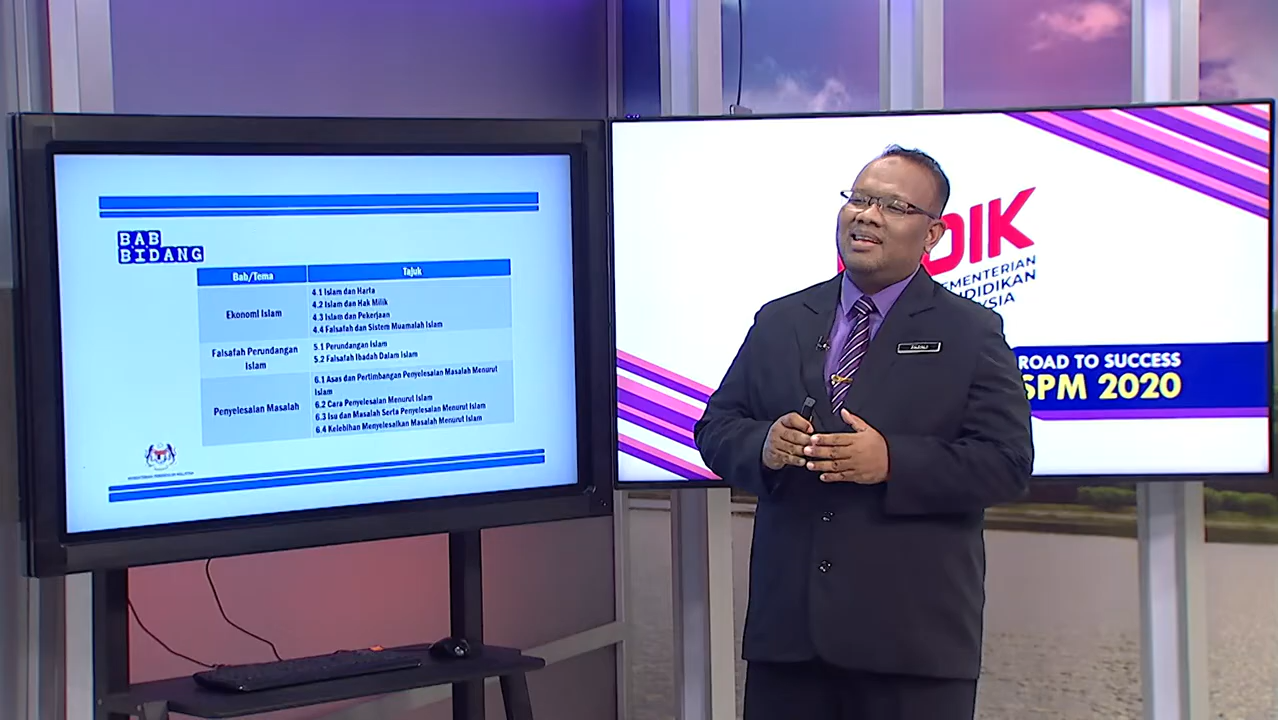 BAB
BIDANG
Bab/Tema
Tajuk
Ekonomi Islam
4.1 Islam dan Harta
4.2 Islam dan Hak Milik
4.3 Islam dan Pekerjaan
4.4 Falsafah dan Sistem Muamalah Islam
Falsafah Perundangan
Islam
5.1 Perundangan Islam
5.2 Falsafah Ibadah Dalam Islam
Penyelesaian Masalah
6.1 Asas dan Pertimbangan Penyelesaian Masalah Menurut
Islam
6.2 Cara Penyelesaian Menurut Islam
6.3 Isu dan Masalah Serta Penyelesaian Menurut Islam
6.4 Kelebihan Menyelesaikan Masalah Menurut Islam
KEMENTERIAN PENDIDIKAN MALAYSIA
DIK
EMENTERIAN
NDIDIKAN
YSIA
ROAD TO SUCCESS
SPM 2020